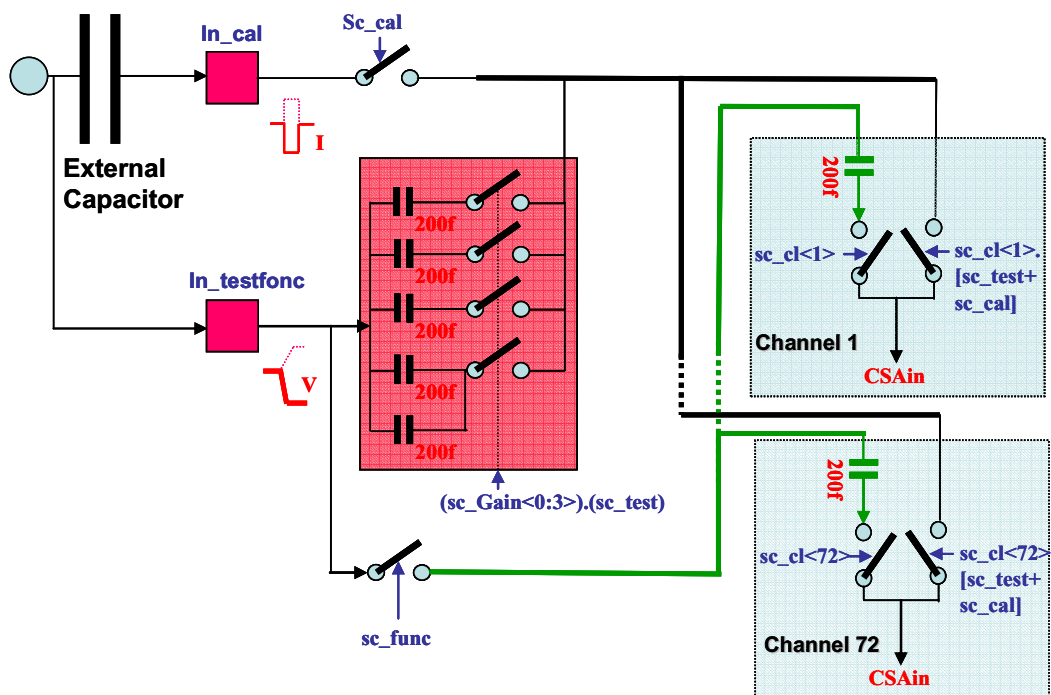 In_cal
Sc_cal
I
External
Capacitor
200f
200f
200f
200f
200f
In_testfonc
V
(sc_Gain<0:3>).(sc_test)
sc_func
200f
sc_cl<1>
sc_cl<1>.
[sc_test+
sc_cal]
Channel 1
CSAin
200f
sc_cl<72>
sc_cl<72>
[sc_test+
sc_cal]
Channel 72
CSAin